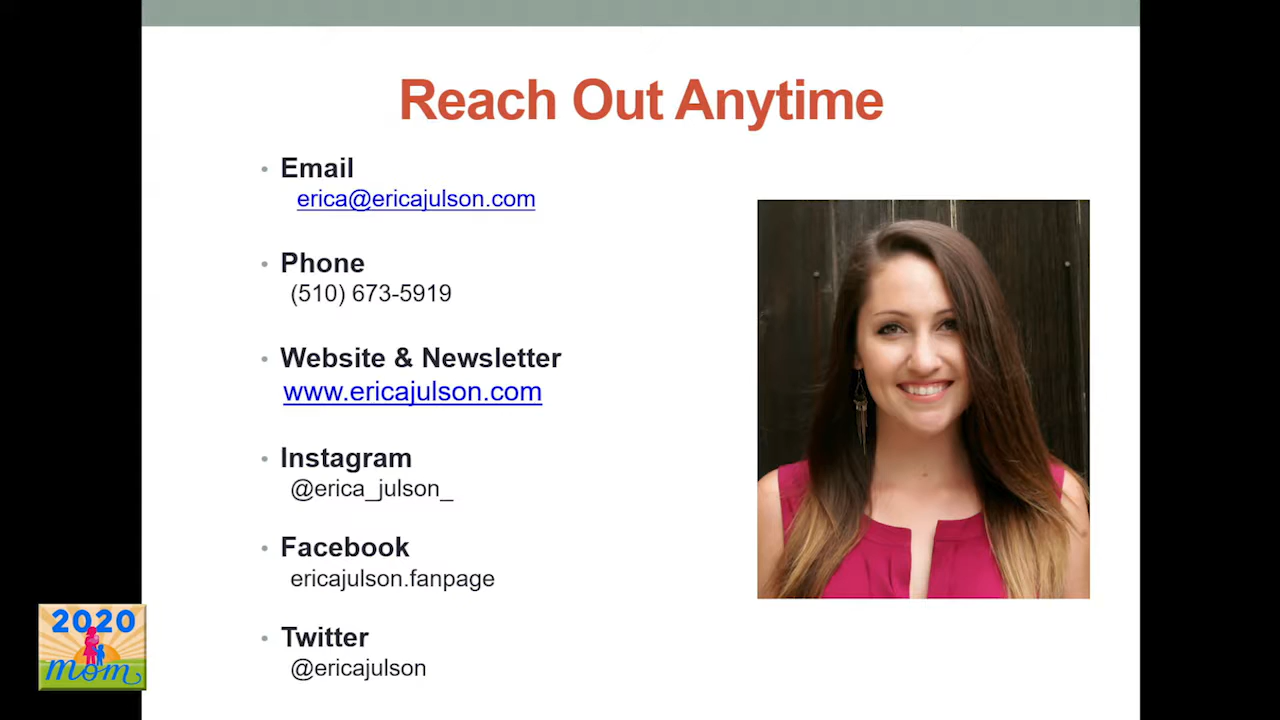 Reach Out Anytime
• Email
erica@ericajulson.com
• Phone
(510) 673-5919
• Website & Newsletter
www.ericajulson.com
• Instagram
@erica_julson_
• Facebook
ericajulson.fanpage
• Twitter
@ericajulson
2020
mom